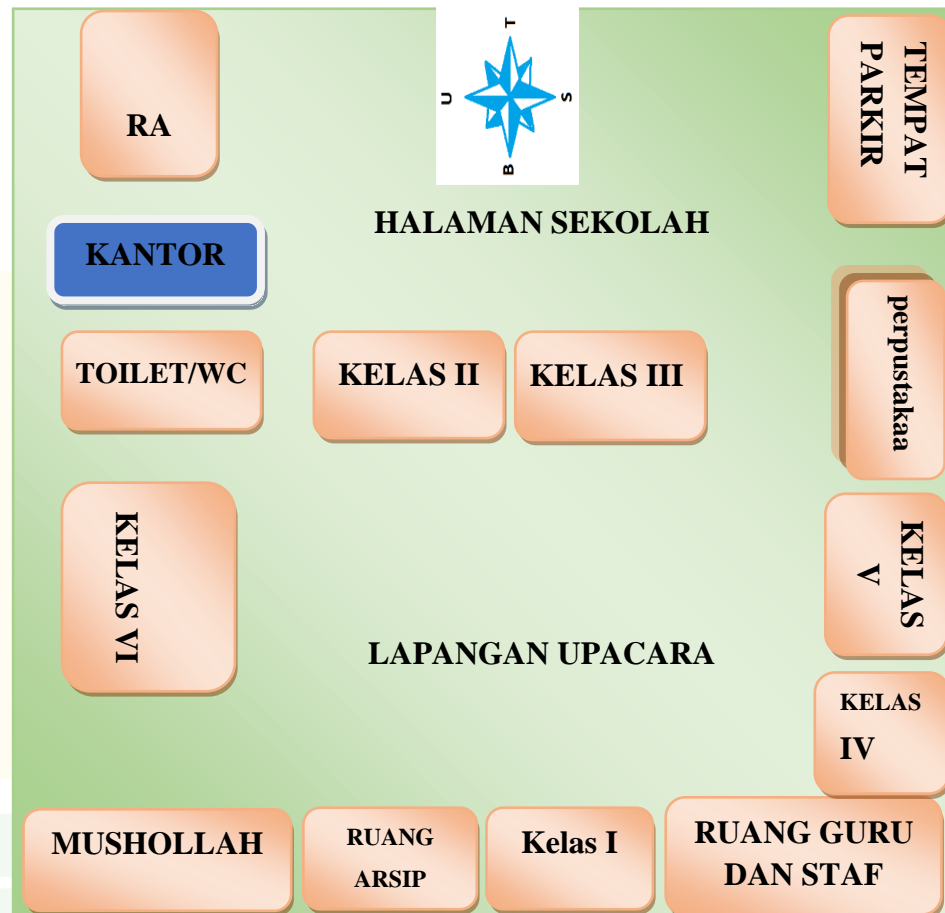 T
U
S
B
RA
TEMPAT
PARKIR
HALAMAN SEKOLAH
KANTOR
perpustakaa
TOILET/WC
KELAS II
KELAS III
KELAS VI
KELAS
V
LAPANGAN UPACARA
KELAS
IV
MUSHOLLAH
RUANG
ARSIP
Kelas I
RUANG GURU
DAN STAF